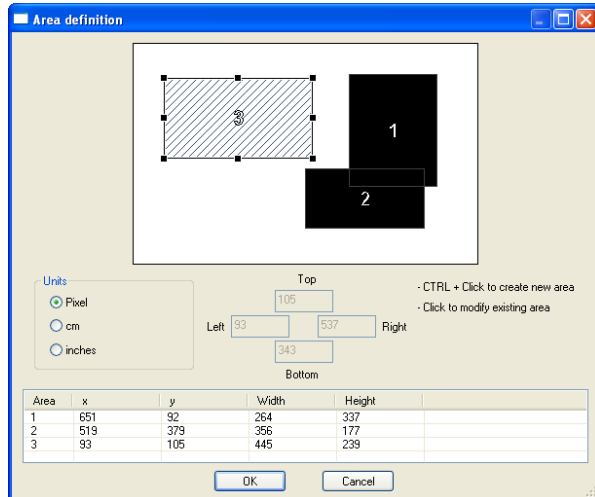 Area definition
3
1
2
Units
Pixel
cm
inches
Top
105
Left 93 537 Right
343
Bottom
- CTRL + Click to create new area
- Click to modify existing area
Area x y Width Height
1 651 92 264 337
2 519 379 356 177
3 93 105 445 239
OK Cancel